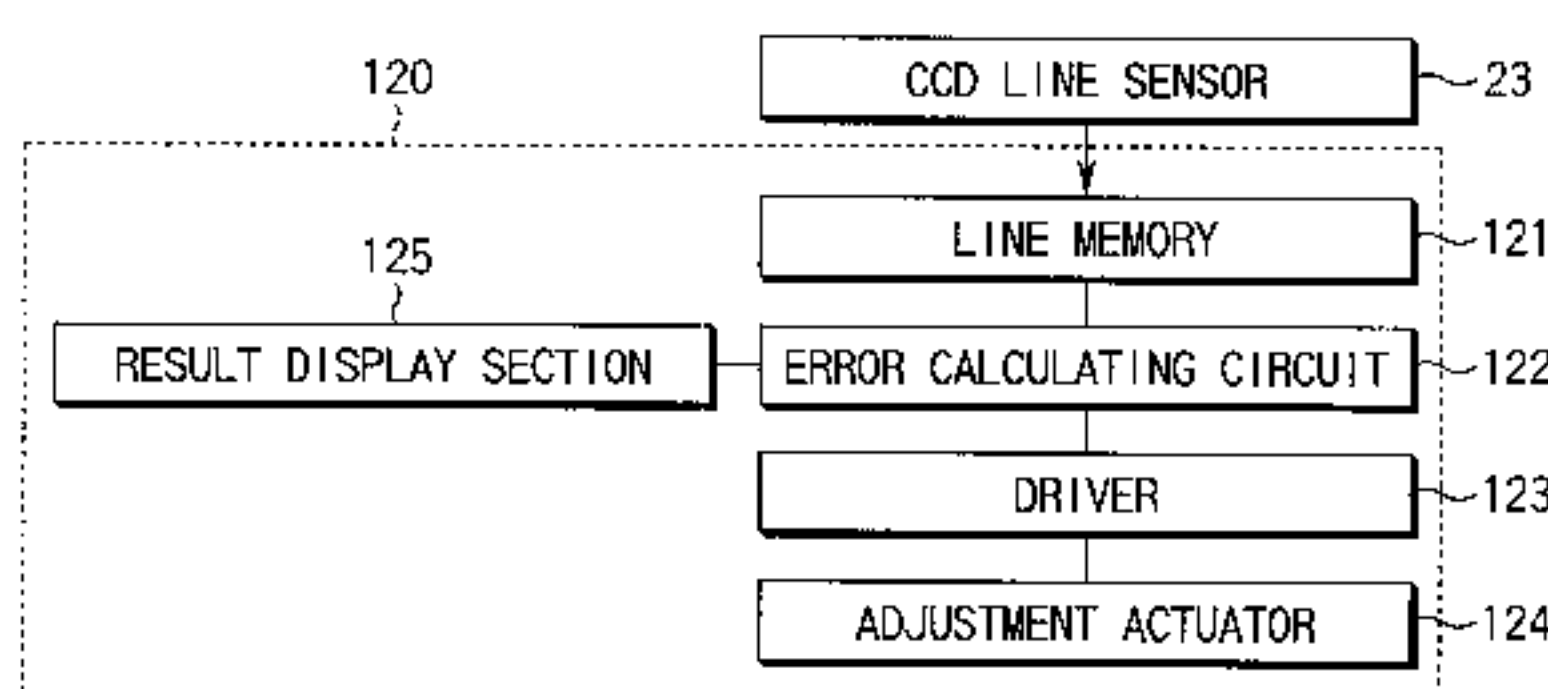 120
CCD LINE SENSOR 23
LINE MEMORY 121
125
RESULT DISPLAY SECTION
ERROR CALCULATING CIRCUIT 122
DRIVER 123
ADJUSTMENT ACTUATOR 124